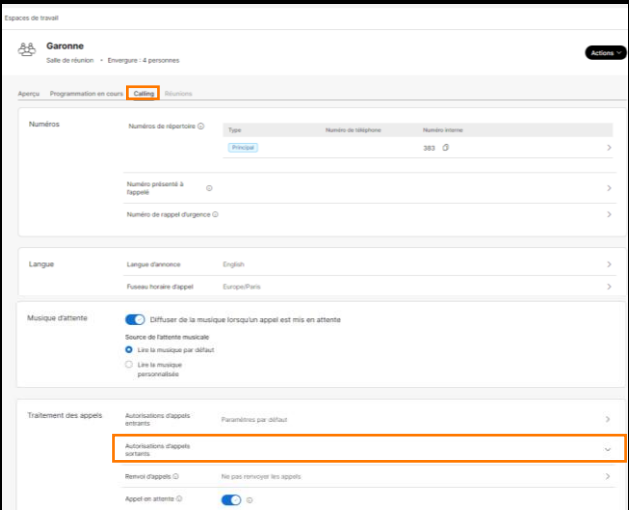 Espaces de travail
Garonne
Salle de réunion • Envergure : 4 personnes
Actions
Aperçu Programmation en cours Calling Réunions
Numéros
Numéros de répertoire
Type Numéro de téléphone Numéro interne
Principal 383
Numéro présenté à
l'appelé
Numéro de rappel d'urgence
Langue
Langue d'annonce English
Fuseau horaire d'appel Europe/Paris
Musique d'attente
Diffuser de la musique lorsqu'un appel est mis en attente
Source de l'attente musicale
Lire la musique par défaut
Lire la musique
personnalisée
Traitement des appels
Autorisations d'appels
entrants
Paramètres par défaut
Autorisations d'appels
sortants
Renvoi d'appels Ne pas renvoyer les appels
Appel en attente